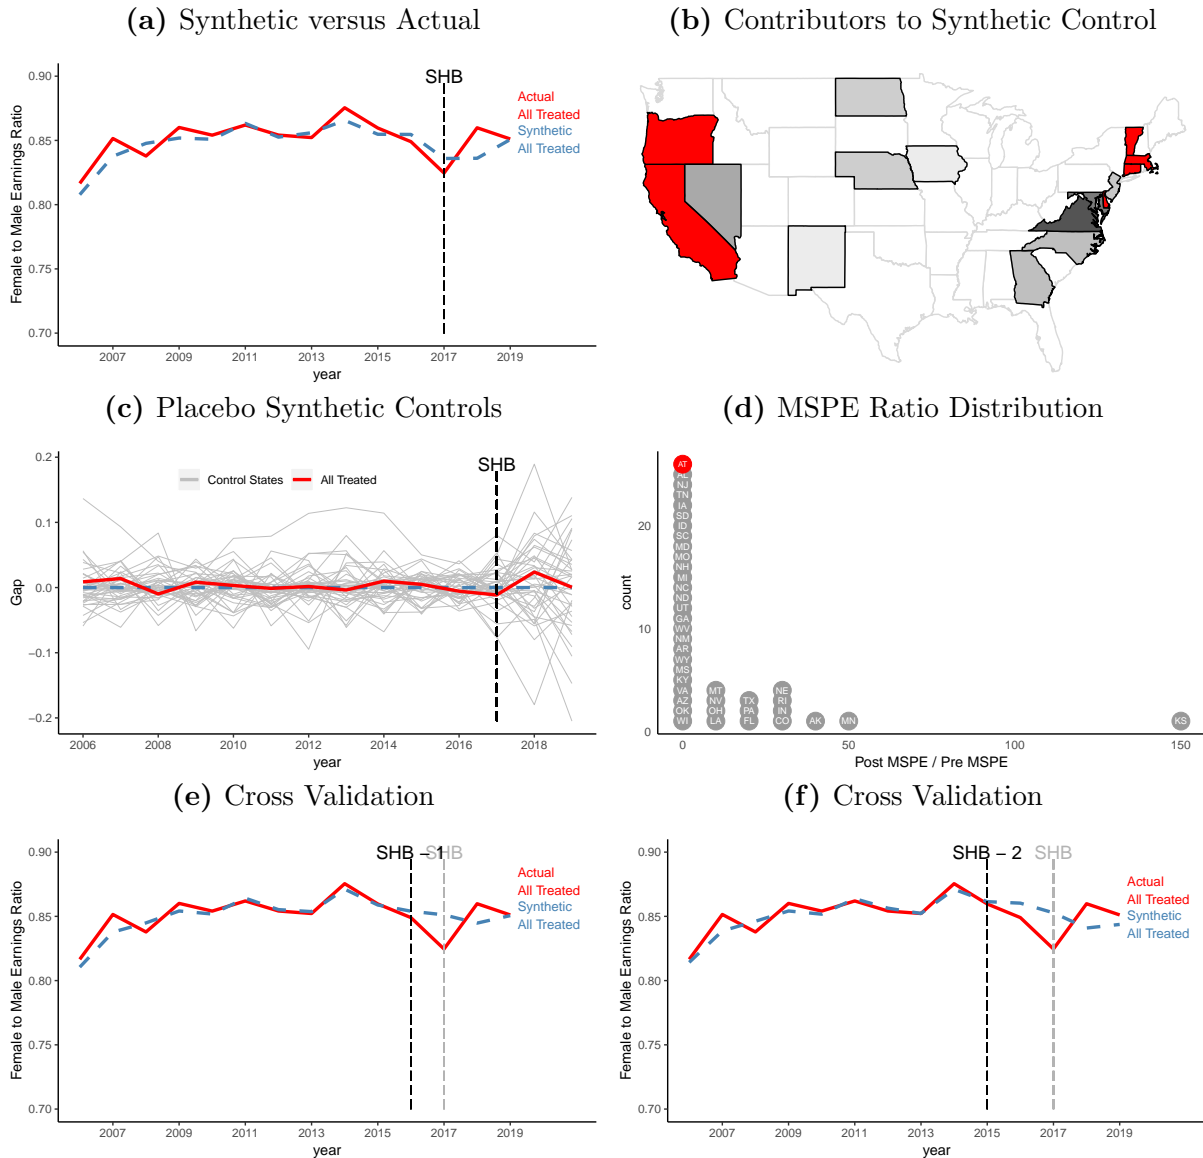 (a) Synthetic versus Actual
SHB
Actual
All Treated
Synthetic
All Treated
0.90
0.85
0.80
0.75
0.70
Female to Male Earnings Ratio
2007 2009 2011 2013 2015 2017 2019
year
(b) Contributors to Synthetic Control
(c) Placebo Synthetic Controls
SHB
Control States All Treated
0.2
0.1
0.0
−0.1
−0.2
Gap
2006 2008 2010 2012 2014 2016 2018
year
(d) MSPE Ratio Distribution
20
10
0
count
AT
AL
NJ
TN
IA
SD
ID
SC
MD
MO
NH
MI
NC
ND
UT
GA
WV
NM
AR
WY
MS
KY
VA
AZ
OK
WI
MT
NV
OH
LA
TX
PA
FL
NE
RI
IN
CO
AK
MN
KS
0 50 100 150
Post MSPE / Pre MSPE
(e) Cross Validation
SHB − 1 SHB
Actual
All Treated
Synthetic
All Treated
0.90
0.85
0.80
0.75
0.70
Female to Male Earnings Ratio
2007 2009 2011 2013 2015 2017 2019
year
(f) Cross Validation
SHB − 2 SHB
Actual
All Treated
Synthetic
All Treated
0.90
0.85
0.80
0.75
0.70
Female to Male Earnings Ratio
2007 2009 2011 2013 2015 2017 2019
year